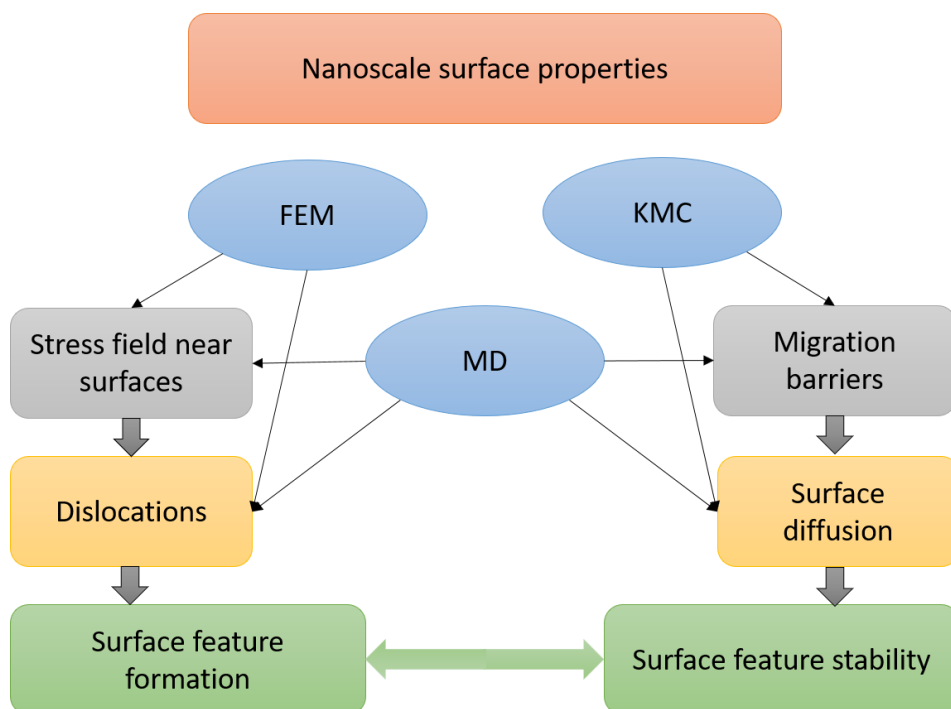 Nanoscale surface properties
FEM
KMC
Stress field near
surfaces
MD
Migration
barriers
Dislocations
Surface
diffusion
Surface feature
formation
Surface feature stability